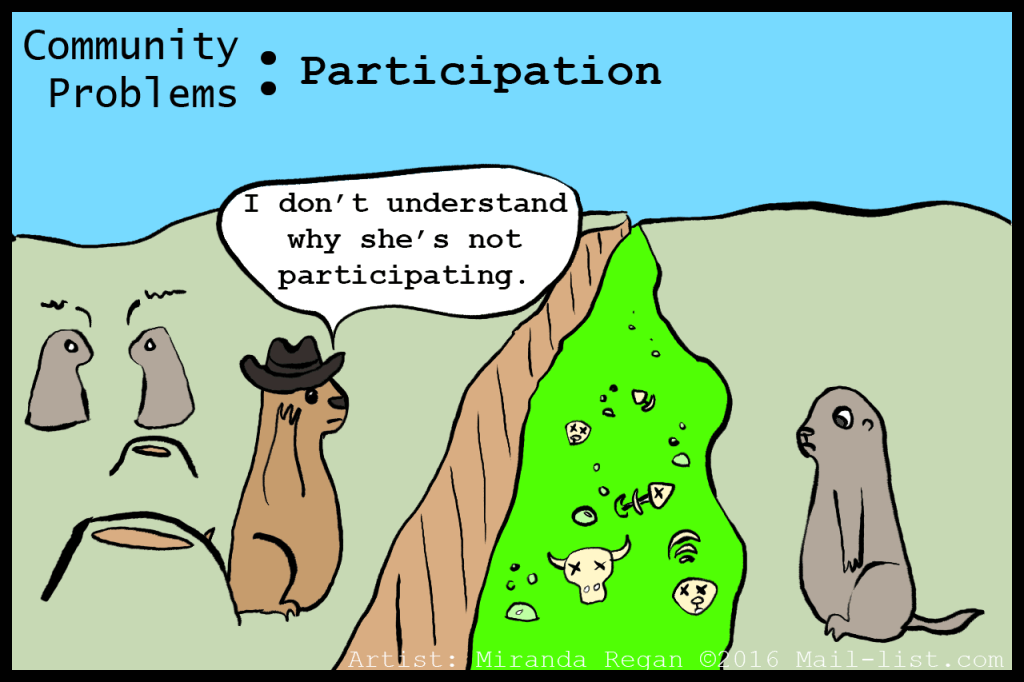 Community
Problems
: Participation
I don't understand
why she's not
participating.
Artist: Miranda Regan ©2016 Mail-list.com